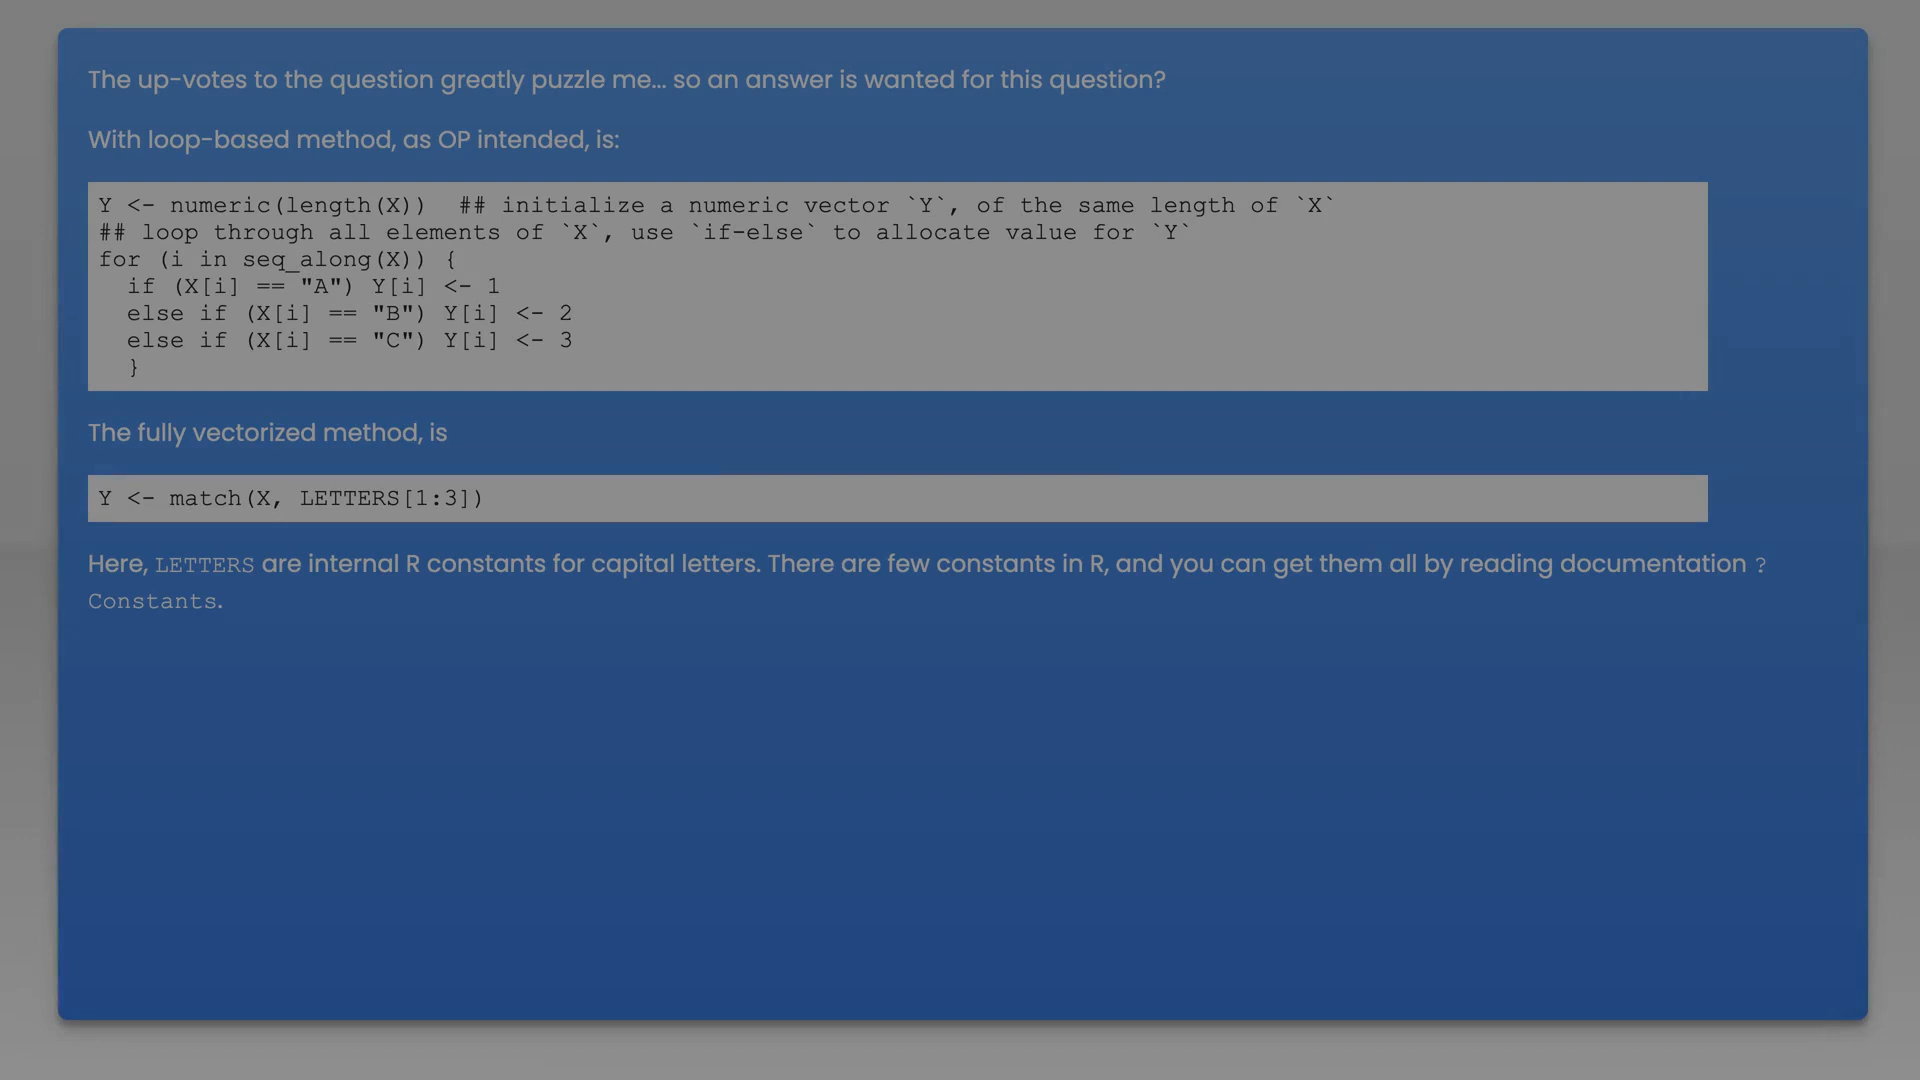 The up-votes to the question greatly puzzle me... so an answer is wanted for this question?
With loop-based method, as OP intended, is:
Y <- numeric(length(X))  ## initialize a numeric vector `Y`, of the same length of `X`
## loop through all elements of `X`, use `if-else` to allocate value for `Y`
for (i in seq_along(X)) {
  if (X[i] == "A") Y[i] <- 1
  else if (X[i] == "B") Y[i] <- 2
  else if (X[i] == "C") Y[i] <- 3
  }
The fully vectorized method, is
Y <- match(X, LETTERS[1:3])
Here, LETTERS are internal R constants for capital letters. There are few constants in R, and you can get them all by reading documentation ?
Constants.